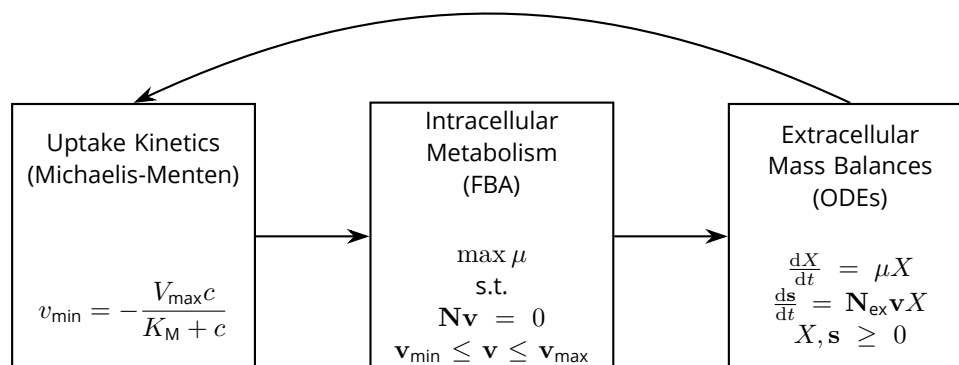 Uptake Kinetics
(Michaelis-Menten)
v_min = − V_max c / (K_M + c)
Intracellular
Metabolism
(FBA)
max μ
s.t.
Nv = 0
v_min ≤ v ≤ v_max
Extracellular
Mass Balances
(ODEs)
dX/dt = μX
ds/dt = N_ex vX
X, s ≥ 0